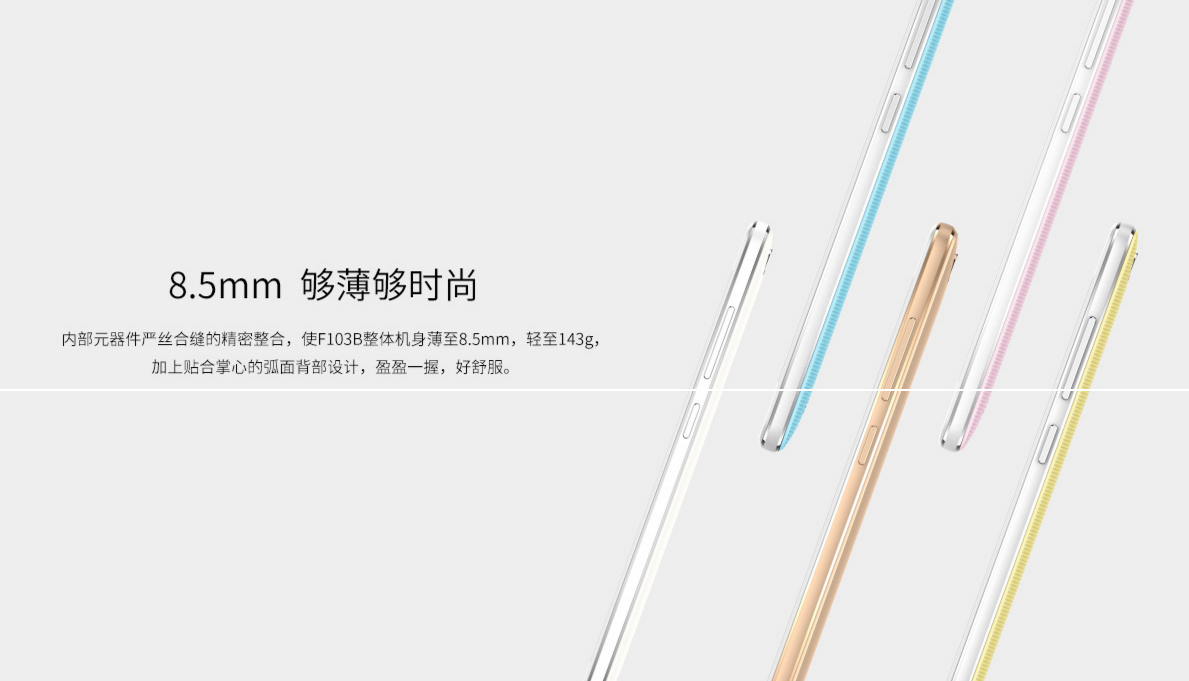 8.5mm 够薄够时尚
内部元器件严丝合缝的精密整合，使F103B整体机身薄至8.5mm，轻至143g，
加上贴合掌心的弧面背部设计，盈盈一握，好舒服。